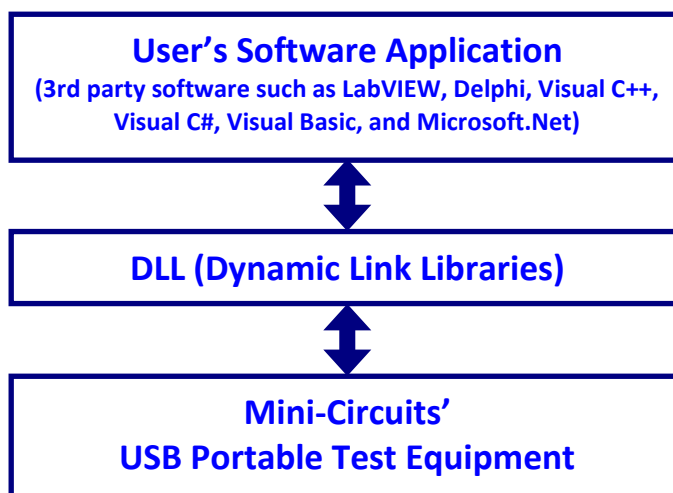 User’s Software Application
(3rd party software such as LabVIEW, Delphi, Visual C++,
Visual C#, Visual Basic, and Microsoft.Net)
DLL (Dynamic Link Libraries)
Mini-Circuits’
USB Portable Test Equipment